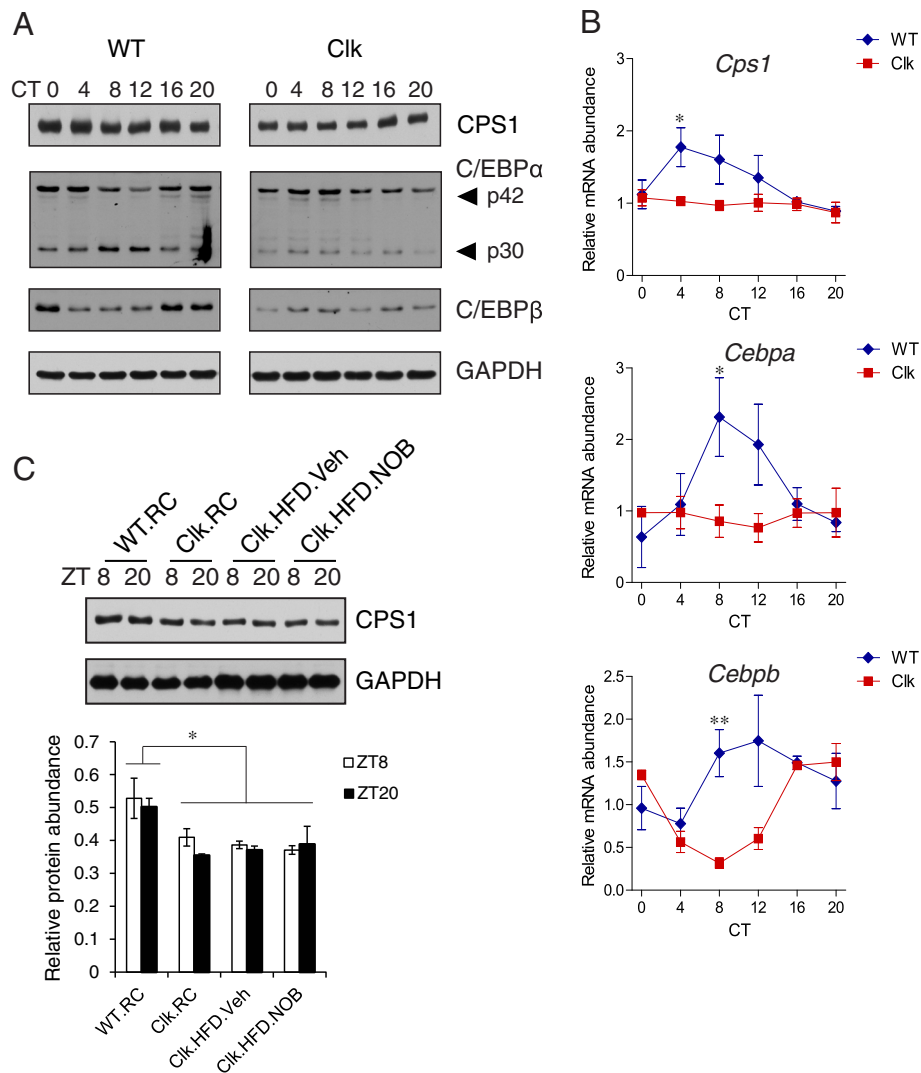 A
WT
Clk
CT 0 4 8 12 16 20
0 4 8 12 16 20
CPS1
C/EBPα
p42
p30
C/EBPβ
GAPDH
B
Cps1
WT
Clk
Relative mRNA abundance
3
2
1
0
*
0 4 8 12 16 20
CT
Cebpa
WT
Clk
Relative mRNA abundance
3
2
1
0
*
0 4 8 12 16 20
CT
Cebpb
WT
Clk
Relative mRNA abundance
2.5
2.0
1.5
1.0
0.5
0.0
**
0 4 8 12 16 20
CT
C
WT.RC
Clk.RC
Clk.HFD.Veh
Clk.HFD.NOB
ZT 8 20 8 20 8 20 8 20
CPS1
GAPDH
Relative protein abundance
0.7
0.6
0.5
0.4
0.3
0.2
0.1
0
*
ZT8
ZT20
WT.RC
Clk.RC
Clk.HFD.Veh
Clk.HFD.NOB